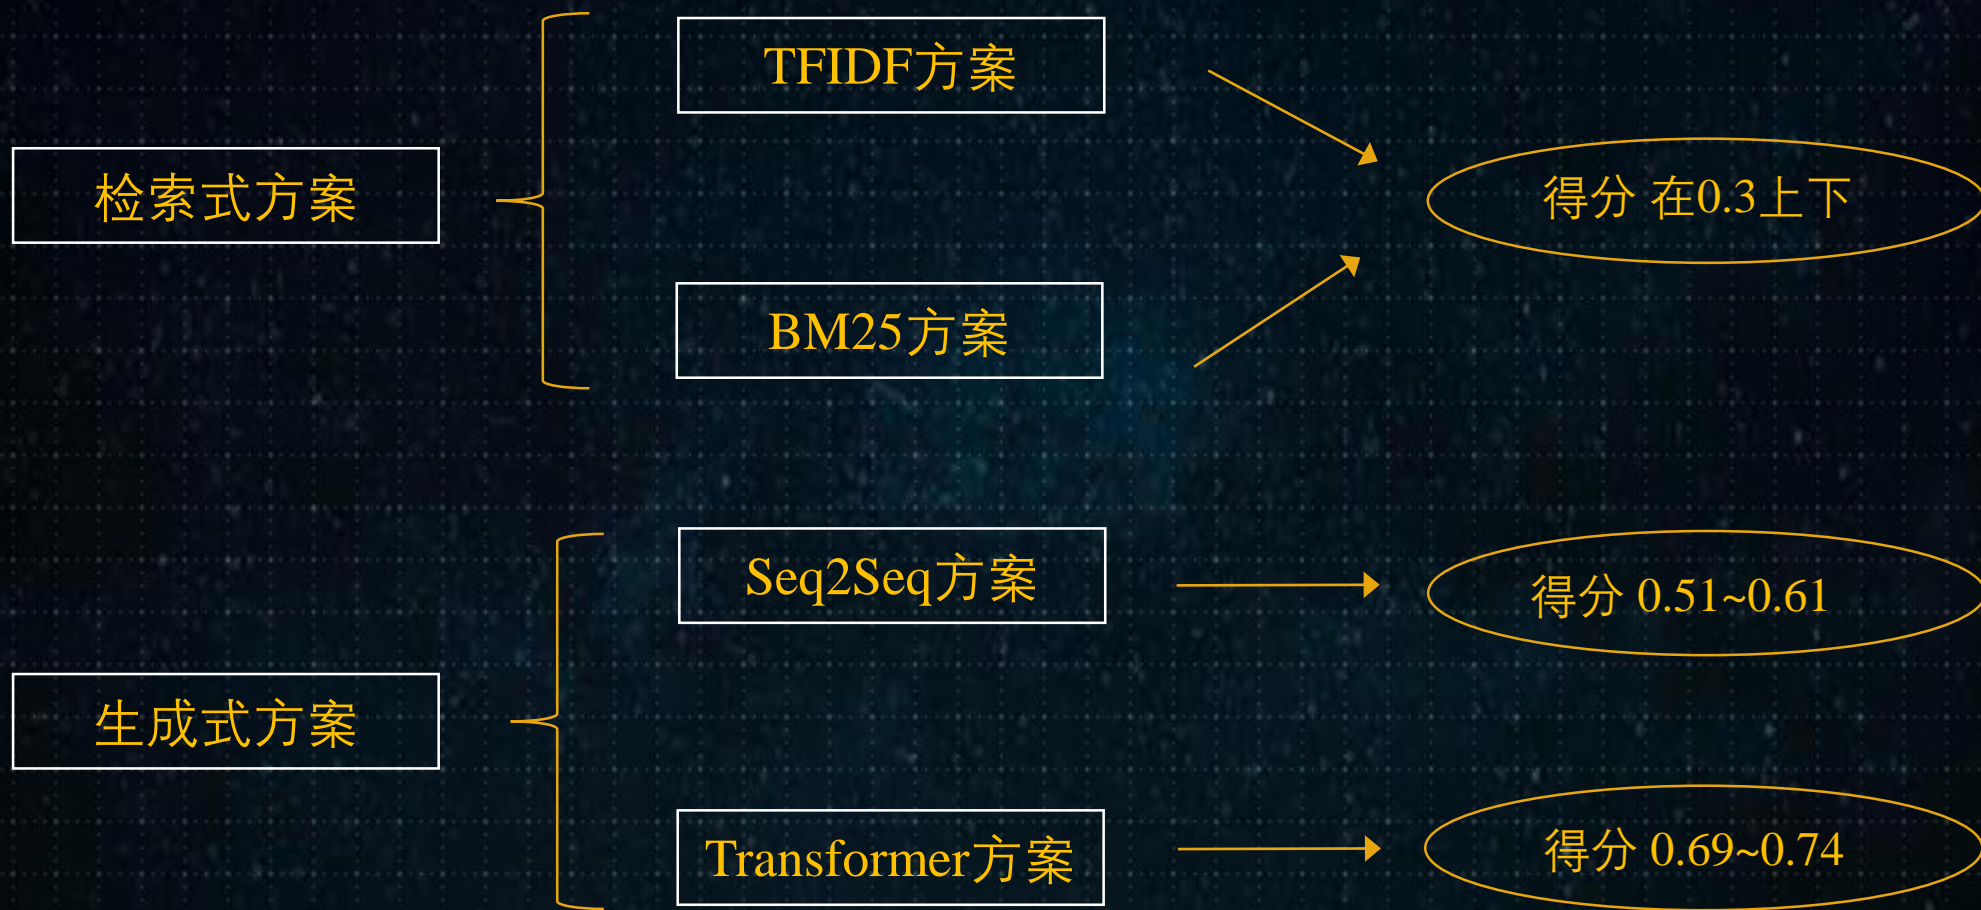 检索式方案
TFIDF方案
BM25方案
得分 在0.3上下
生成式方案
Seq2Seq方案
得分 0.51~0.61
Transformer方案
得分 0.69~0.74